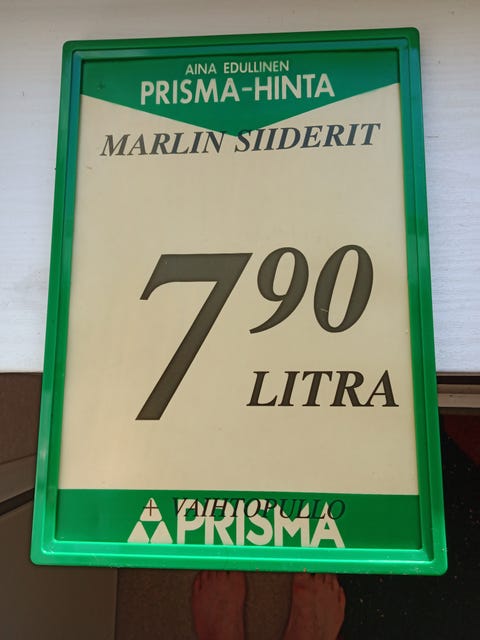 AINA EDULLINEN
PRISMA-HINTA
MARLIN SIIDERIT
7 90
LITRA
+ VAIHTOPULLO
PRISMA